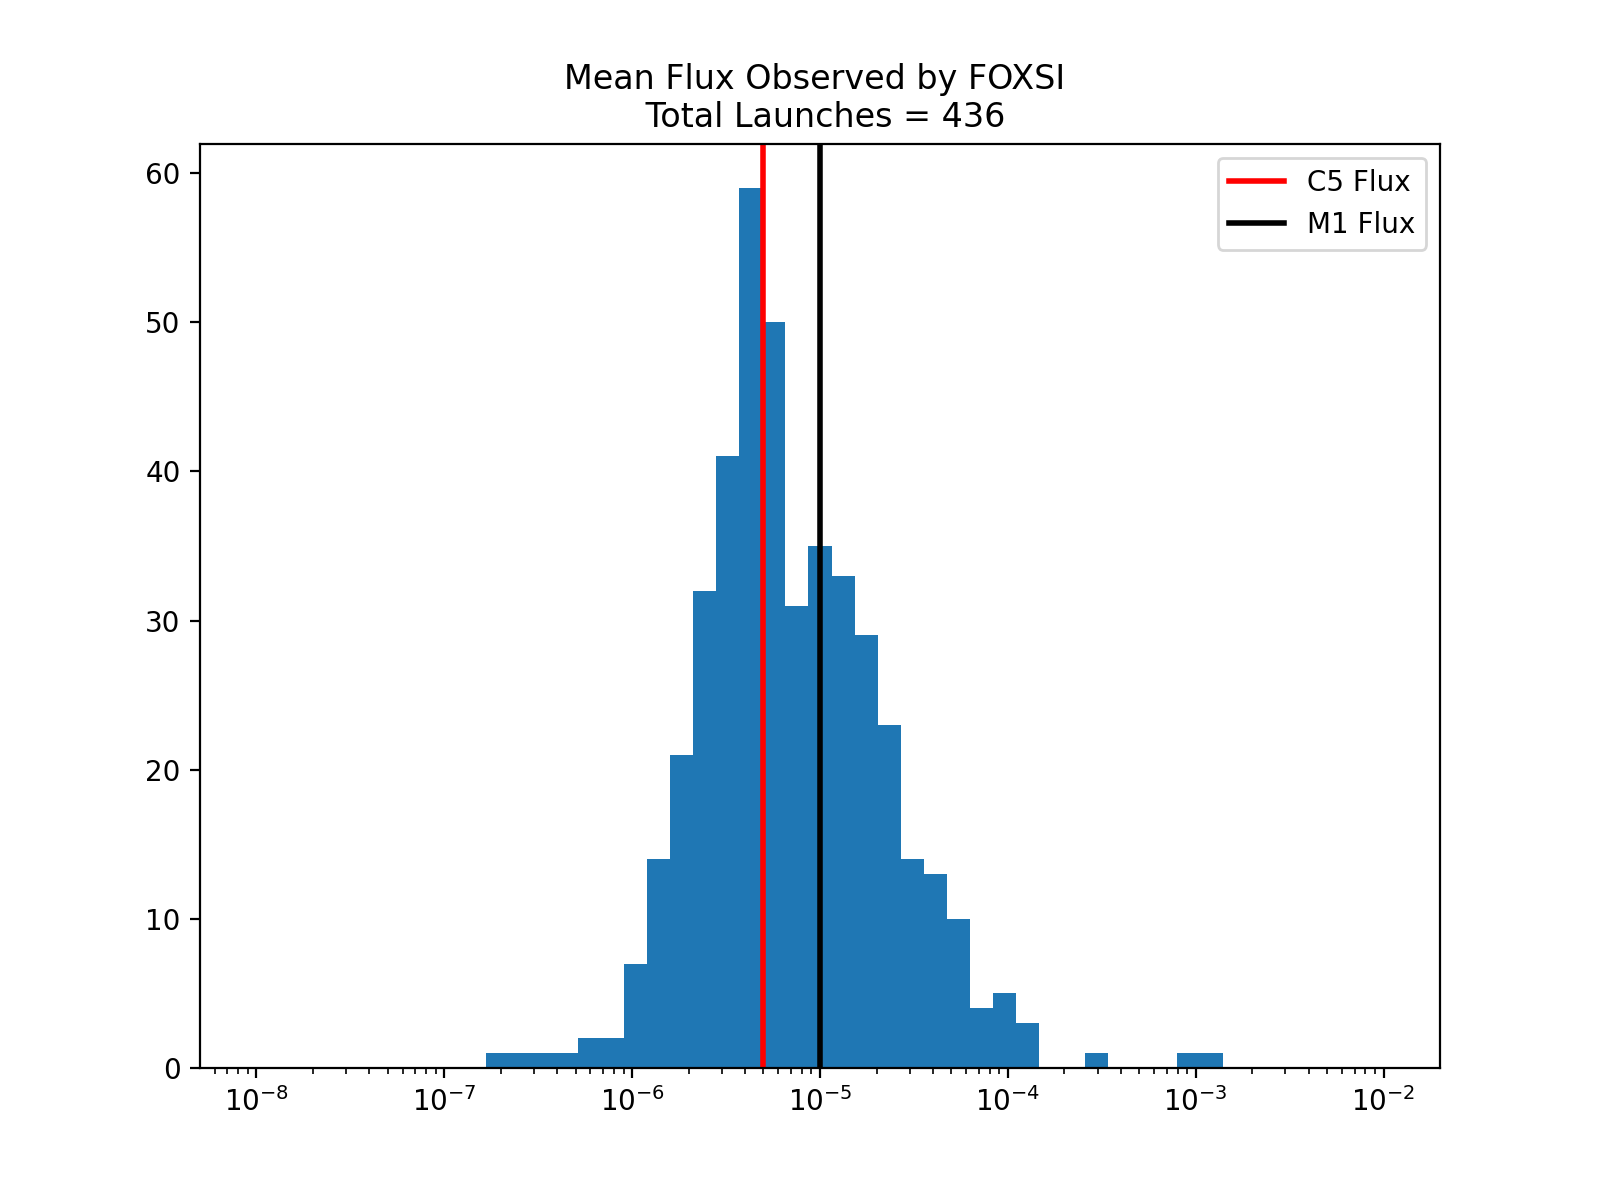 Mean Flux Observed by FOXSI
Total Launches = 436
C5 Flux
M1 Flux
60
50
40
30
20
10
0
10⁻⁸ 10⁻⁷ 10⁻⁶ 10⁻⁵ 10⁻⁴ 10⁻³ 10⁻²